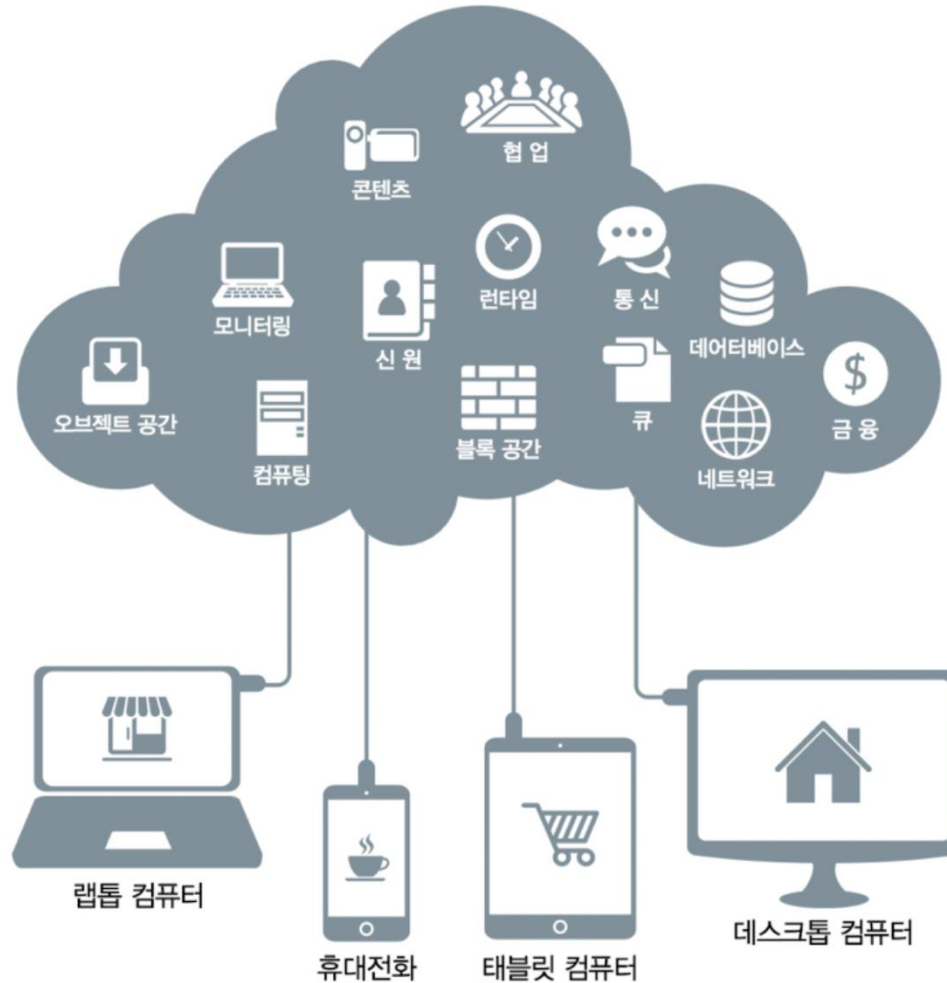 협 업
콘텐츠
런타임
통 신
모니터링
신 원
데어터베이스
오브젝트 공간
큐
금 융
컴퓨팅
블록 공간
네트워크
랩톱 컴퓨터
휴대전화
태블릿 컴퓨터
데스크톱 컴퓨터
$